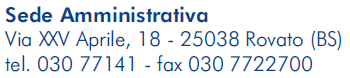 Sede Amministrativa
Via XXV Aprile, 18 - 25038 Rovato (BS)
tel. 030 77141 - fax 030 7722700